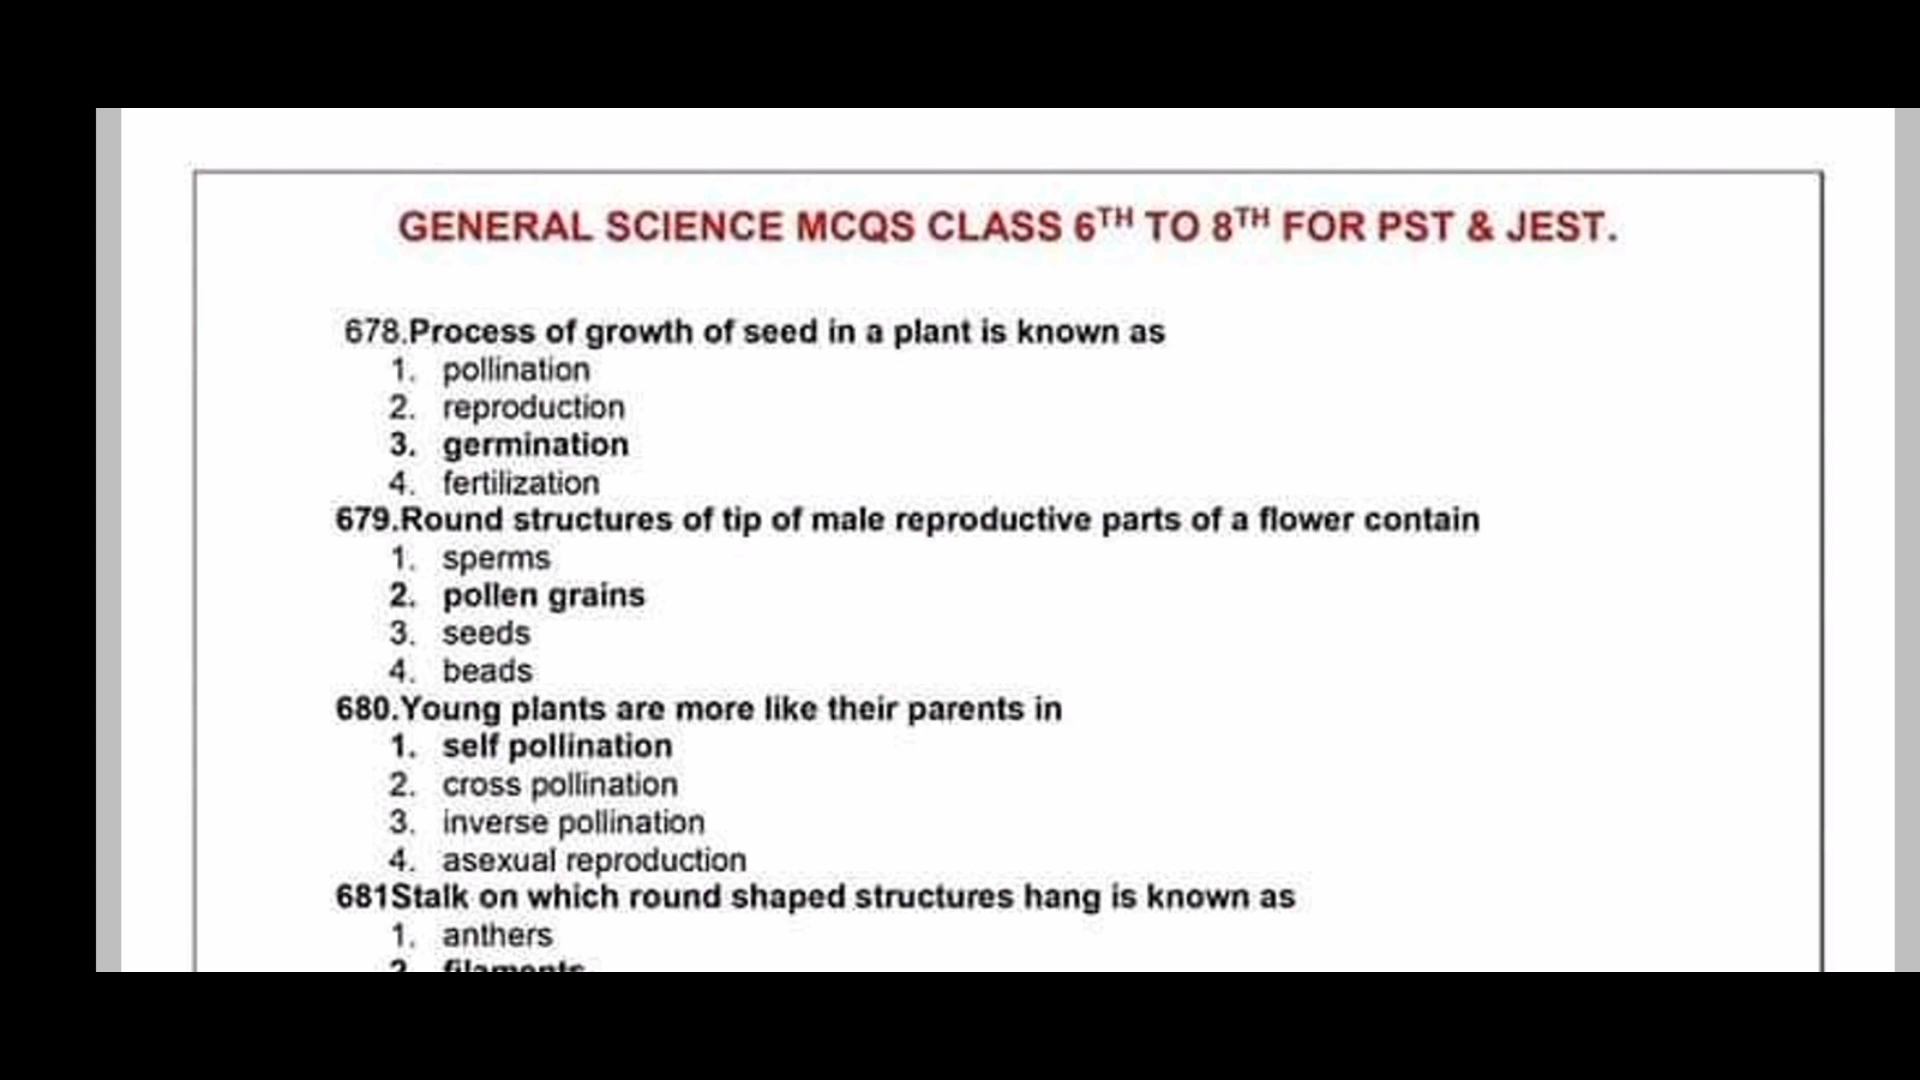 GENERAL SCIENCE MCQS CLASS 6TH TO 8TH FOR PST & JEST.
678.Process of growth of seed in a plant is known as
1. pollination
2. reproduction
3. germination
4. fertilization
679.Round structures of tip of male reproductive parts of a flower contain
1. sperms
2. pollen grains
3. seeds
4. beads
680.Young plants are more like their parents in
1. self pollination
2. cross pollination
3. inverse pollination
4. asexual reproduction
681Stalk on which round shaped structures hang is known as
1. anthers
2. filaments